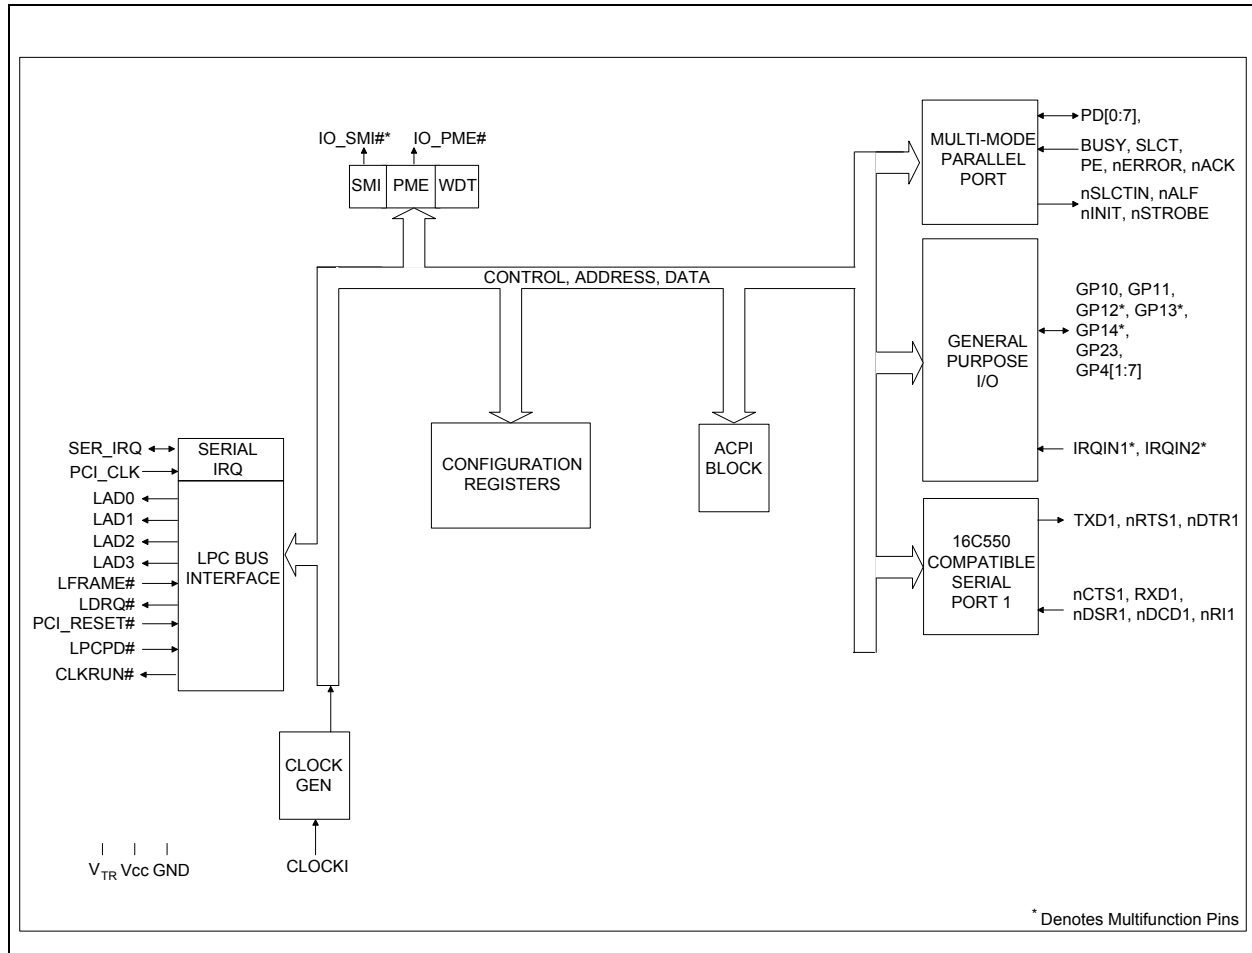 IO_SMI#* IO_PME#
SMI PME WDT
CONTROL, ADDRESS, DATA
MULTI-MODE
PARALLEL
PORT
PD[0:7],
BUSY, SLCT,
PE, nERROR, nACK
nSLCTIN, nALF
nINIT, nSTROBE
GENERAL
PURPOSE
I/O
GP10, GP11,
GP12*, GP13*,
GP14*,
GP23,
GP4[1:7]
IRQIN1*, IRQIN2*
16C550
COMPATIBLE
SERIAL
PORT 1
TXD1, nRTS1, nDTR1
nCTS1, RXD1,
nDSR1, nDCD1, nRI1
CONFIGURATION
REGISTERS
ACPI
BLOCK
SER_IRQ
PCI_CLK
SERIAL
IRQ
LAD0
LAD1
LAD2
LAD3
LFRAME#
LDRQ#
PCI_RESET#
LPCPD#
CLKRUN#
LPC BUS
INTERFACE
CLOCK
GEN
CLOCKI
VTR Vcc GND
* Denotes Multifunction Pins